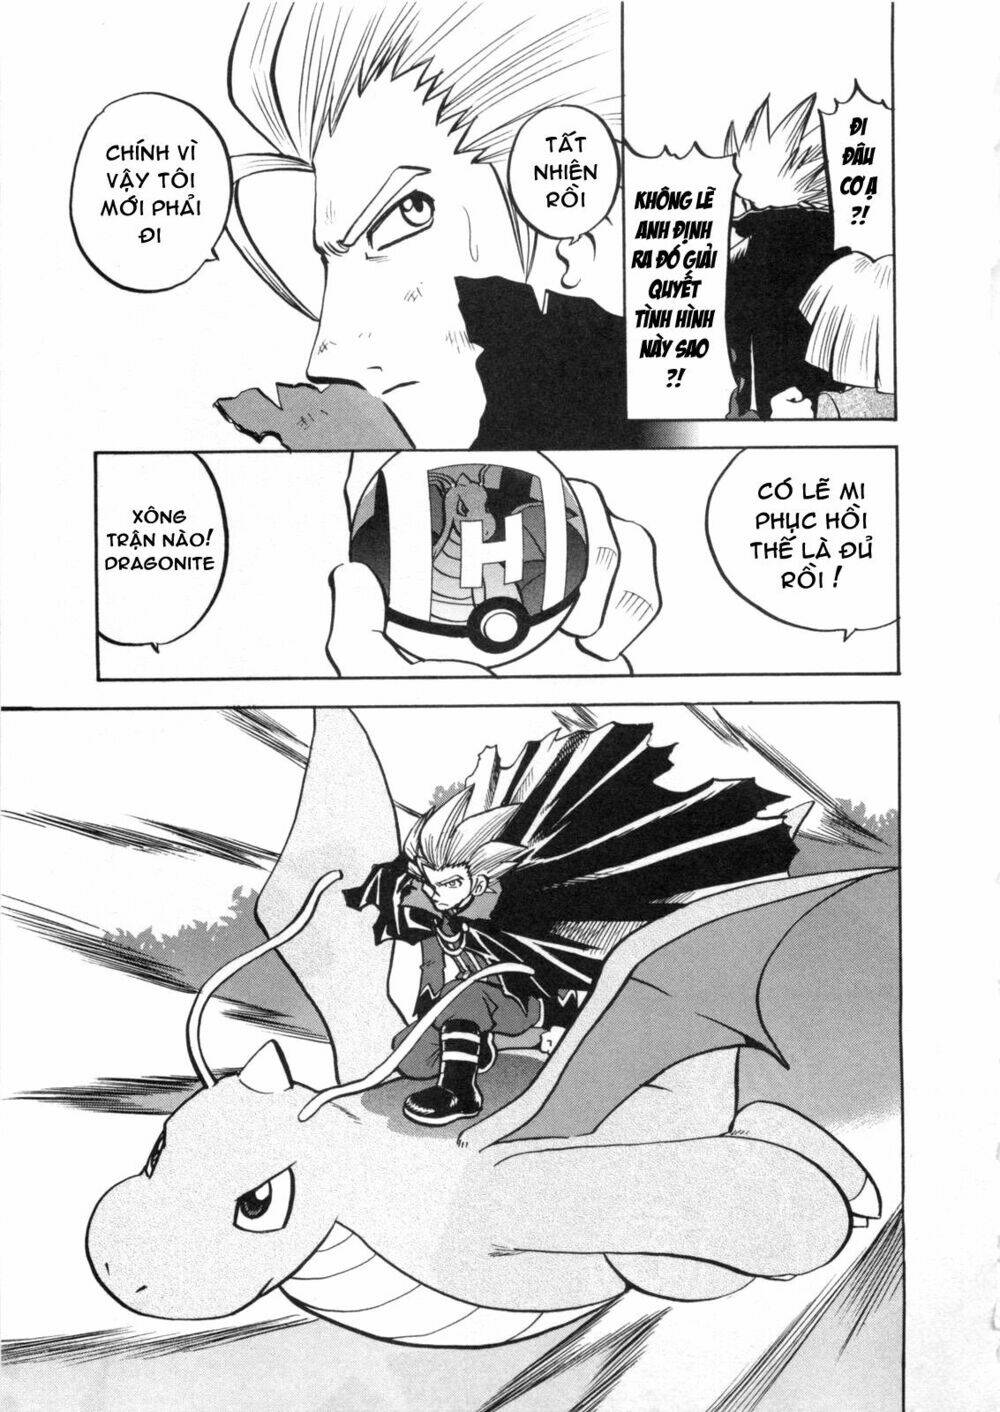 ĐI
ĐÂU
CƠ Ạ
?!
KHÔNG LẼ
ANH ĐỊNH
RA ĐÓ GIẢI
QUYẾT
TÌNH HÌNH
NÀY SAO
?!
TẤT
NHIÊN
RỒI
CHÍNH VÌ
VẬY TÔI
MỚI PHẢI
ĐI
CÓ LẼ MI
PHỤC HỒI
THẾ LÀ ĐỦ
RỒI!
H
XÔNG
TRẬN NÀO!
DRAGONITE